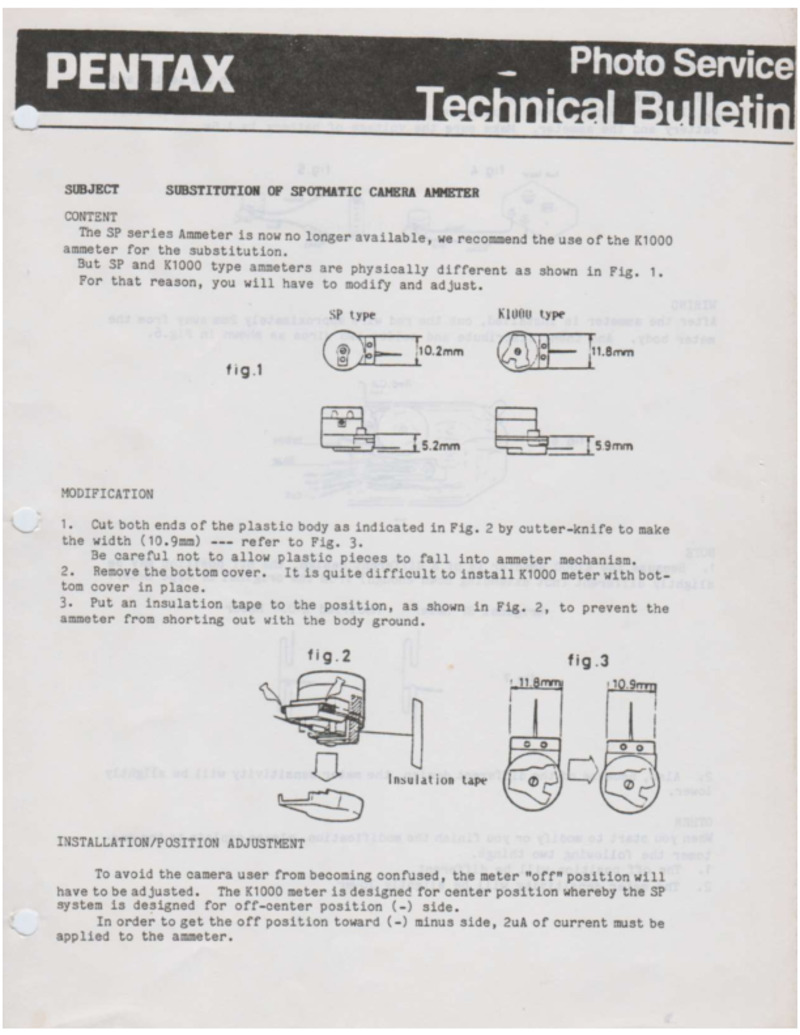 PENTAX
Photo Service
Technical Bulletin
SUBJECT SUBSTITUTION OF SPOTMATIC CAMERA AMMETER
CONTENT
The SP series Ammeter is now no longer available, we recommend the use of the K1000
ammeter for the substitution.
But SP and K1000 type ammeters are physically different as shown in Fig. 1.
For that reason, you will have to modify and adjust.
SP type K1000 type
fig.1
10.2mm 11.8mm
5.2mm 5.9mm
MODIFICATION
1. Cut both ends of the plastic body as indicated in Fig. 2 by cutter-knife to make
the width (10.9mm) --- refer to Fig. 3.
Be careful not to allow plastic pieces to fall into ammeter mechanism.
2. Remove the bottom cover. It is quite difficult to install K1000 meter with bot-
tom cover in place.
3. Put an insulation tape to the position, as shown in Fig. 2, to prevent the
ammeter from shorting out with the body ground.
fig.2 fig.3
11.8mm 10.9mm
Insulation tape
INSTALLATION/POSITION ADJUSTMENT
To avoid the camera user from becoming confused, the meter "off" position will
have to be adjusted. The K1000 meter is designed for center position whereby the SP
system is designed for off-center position (-) side.
In order to get the off position toward (-) minus side, 2uA of current must be
applied to the ammeter.